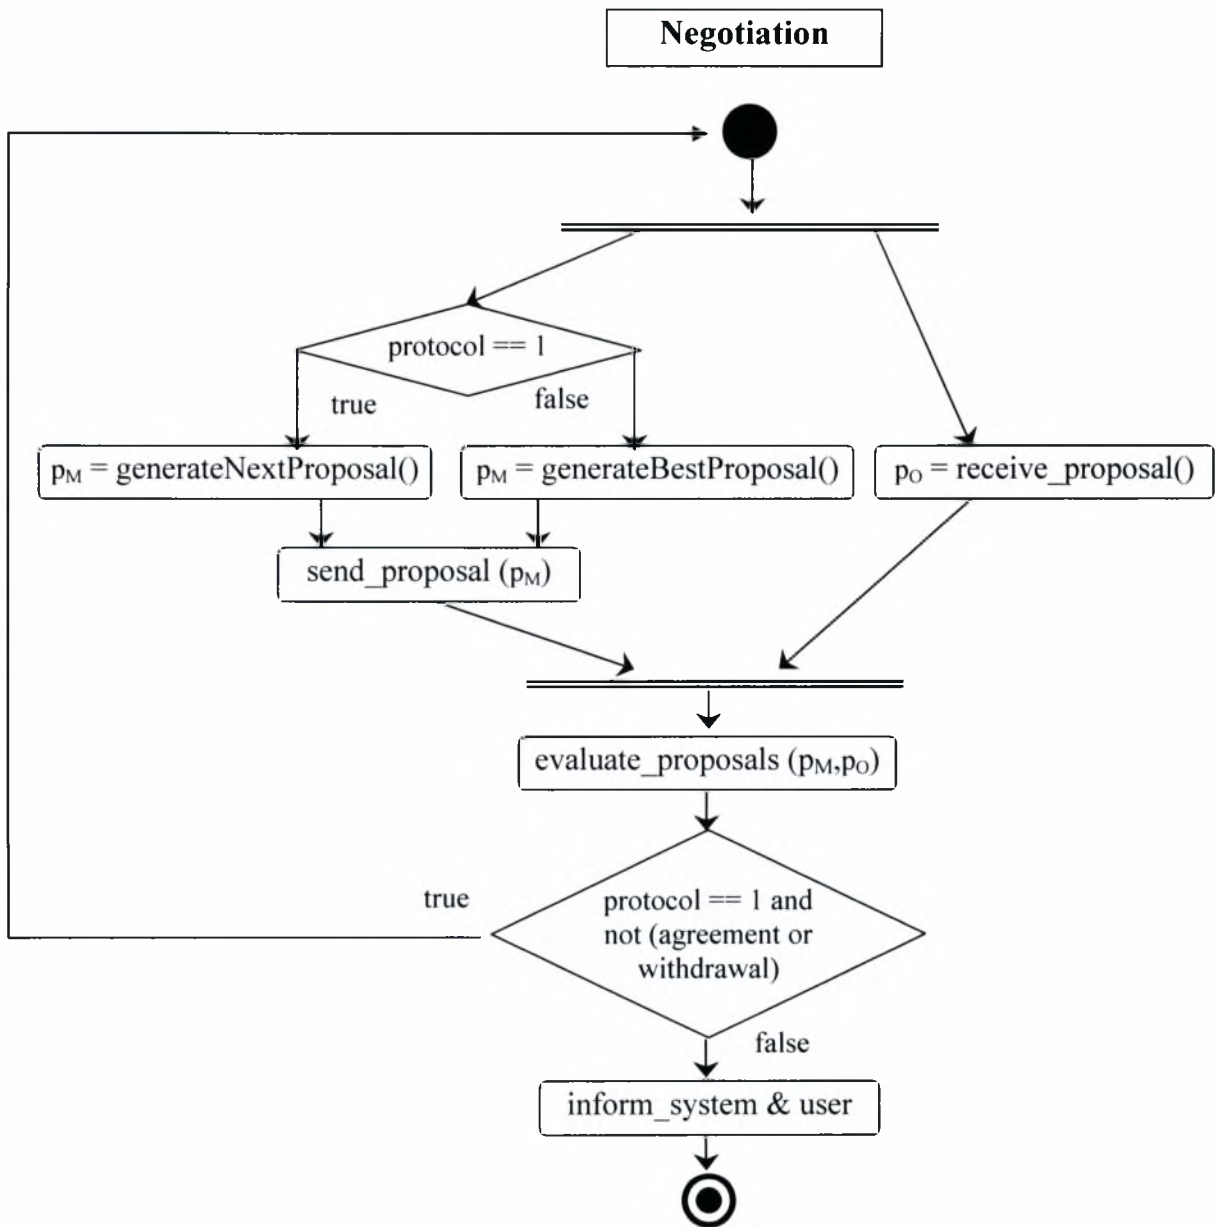 Negotiation
protocol == 1
true
false
pM = generateNextProposal()
pM = generateBestProposal()
pO = receive_proposal()
send_proposal (pM)
evaluate_proposals (pM,pO)
true
protocol == 1 and
not (agreement or
withdrawal)
false
inform_system & user